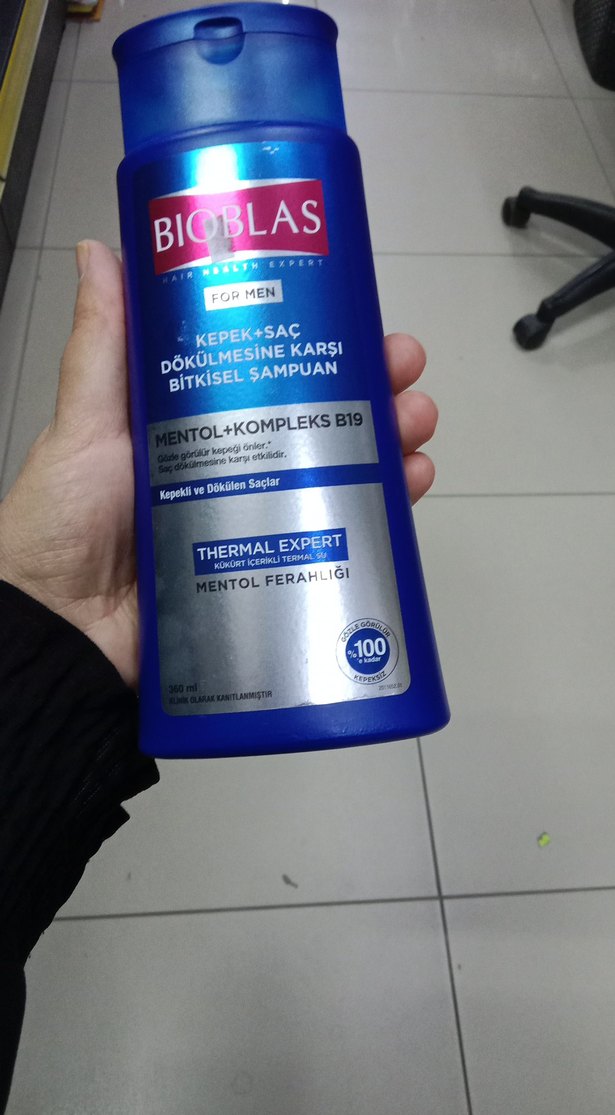 BIOBLAS
HAIR HEALTH EXPERT
FOR MEN
KEPEK+SAÇ
DÖKÜLMESİNE KARŞI
BİTKİSEL ŞAMPUAN
MENTOL+KOMPLEKS B19
Gözle görülür kepeği önler.*
Saç dökülmesine karşı etkilidir.
Kepekli ve Dökülen Saçlar
THERMAL EXPERT
KÜKÜRT İÇERİKLİ TERMAL SU
MENTOL FERAHLIĞI
GÖZLE GÖRÜLÜR
%100
'e kadar
KEPEKSİZ
360 ml
KLİNİK OLARAK KANITLANMIŞTIR